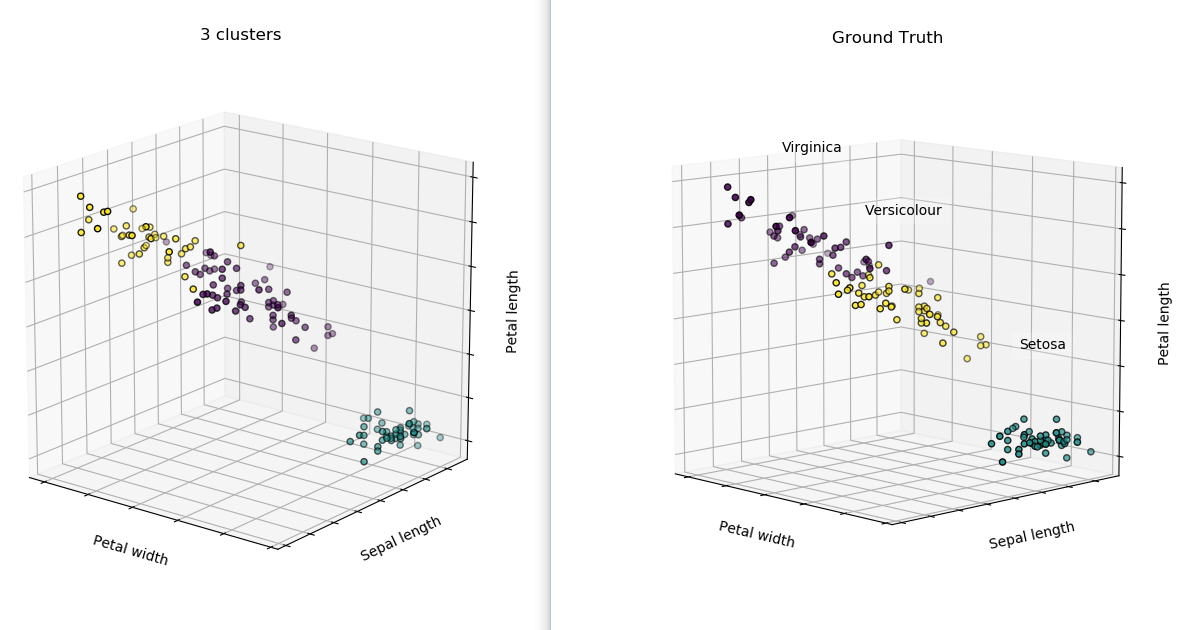 3 clusters
Petal length
Petal width
Sepal length
Ground Truth
Virginica
Versicolour
Setosa
Petal length
Petal width
Sepal length